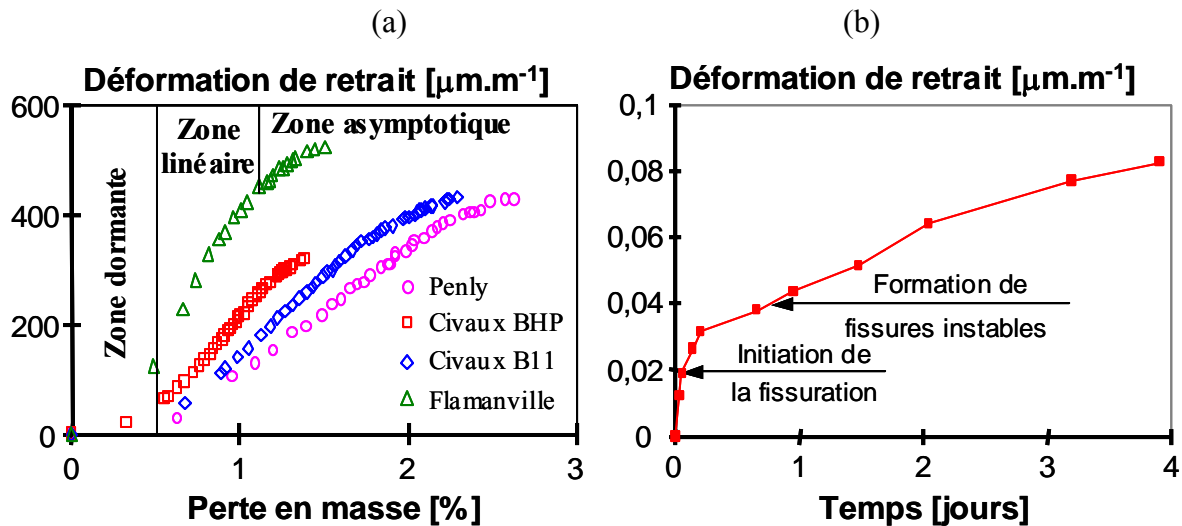 (a)
Déformation de retrait [μm.m⁻¹]
600
400
200
0
Zone dormante
Zone
linéaire
Zone asymptotique
Penly
Civaux BHP
Civaux B11
Flamanville
0
1
2
3
Perte en masse [%]
(b)
Déformation de retrait [μm.m⁻¹]
0,1
0,08
0,06
0,04
0,02
0
Formation de
fissures instables
Initiation de
la fissuration
0
1
2
3
4
Temps [jours]